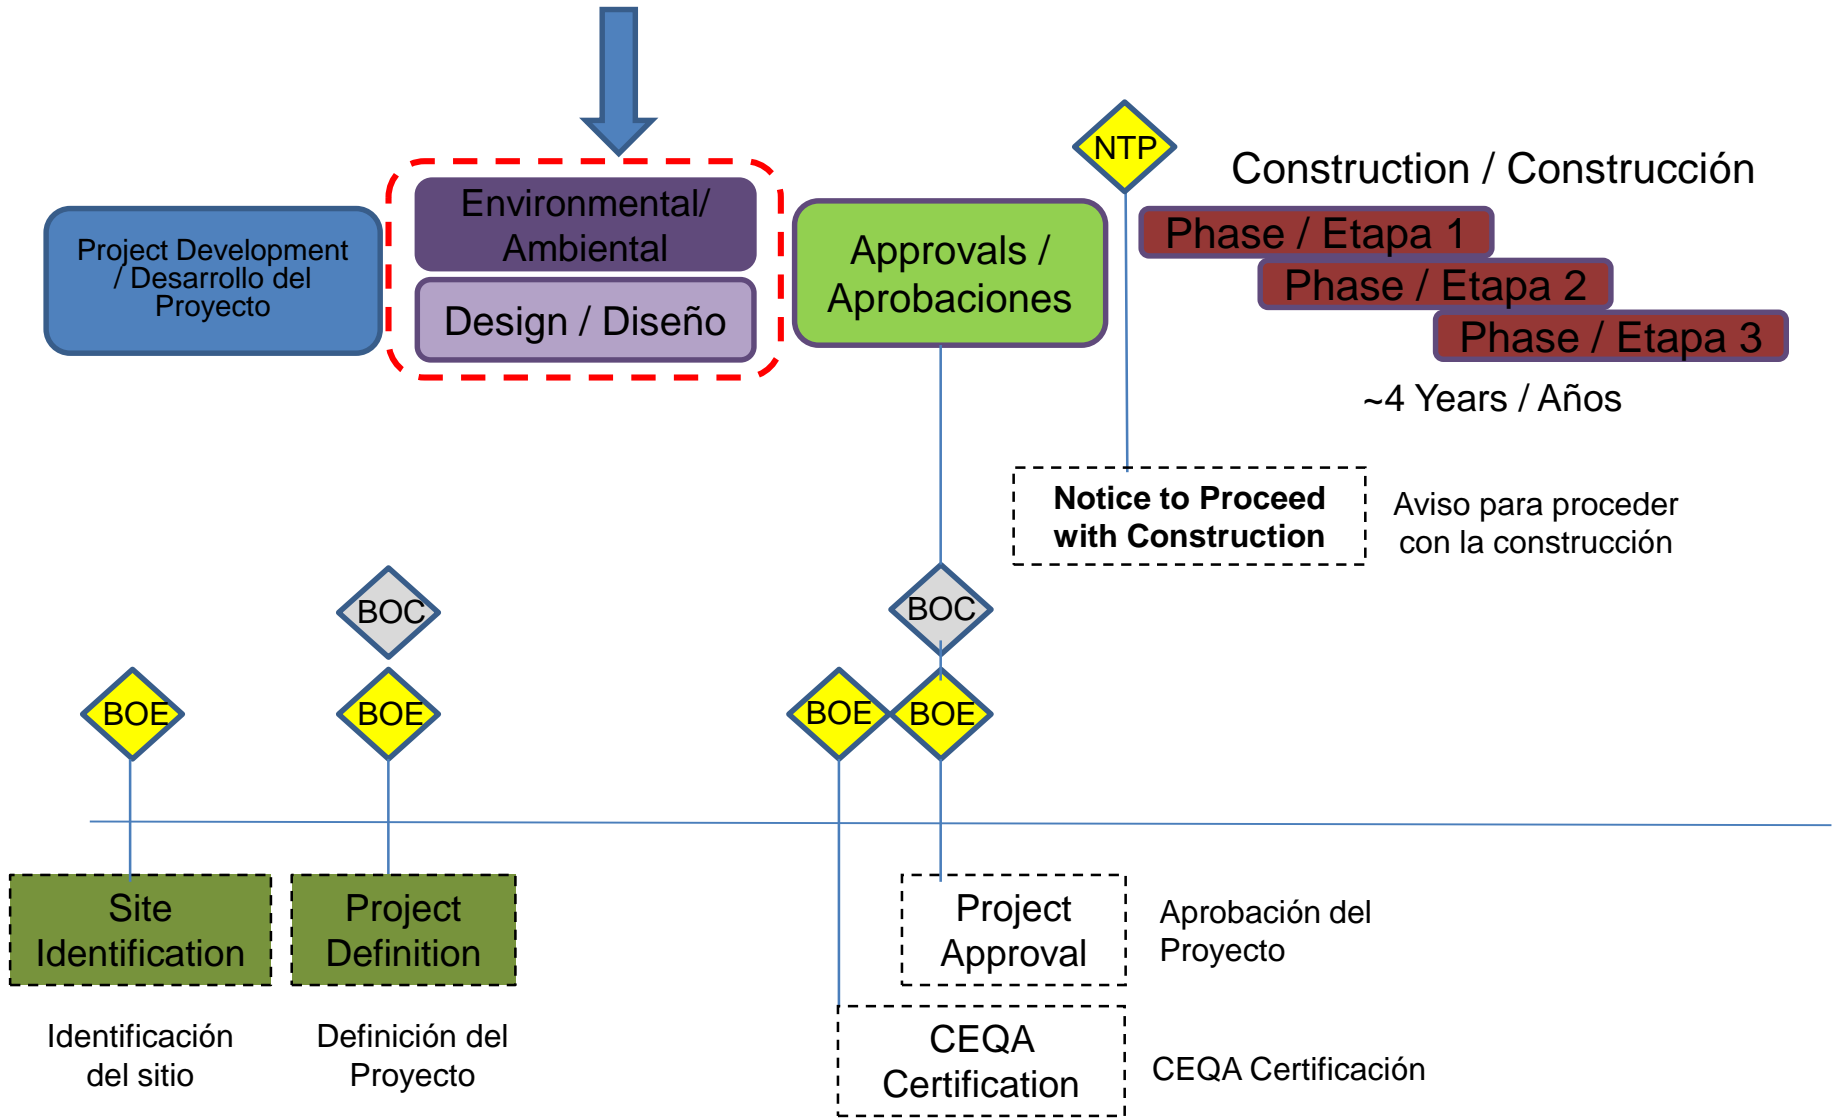 NTP
Construction / Construcción
Project Development
/ Desarrollo del
Proyecto
Environmental/
Ambiental
Design / Diseño
Approvals /
Aprobaciones
Phase / Etapa 1
Phase / Etapa 2
Phase / Etapa 3
~4 Years / Años
Notice to Proceed
with Construction
Aviso para proceder
con la construcción
BOC
BOC
BOE
BOE
BOE
BOE
Site
Identification
Project
Definition
Project
Approval
Aprobación del
Proyecto
Identificación
del sitio
Definición del
Proyecto
CEQA
Certification
CEQA Certificación